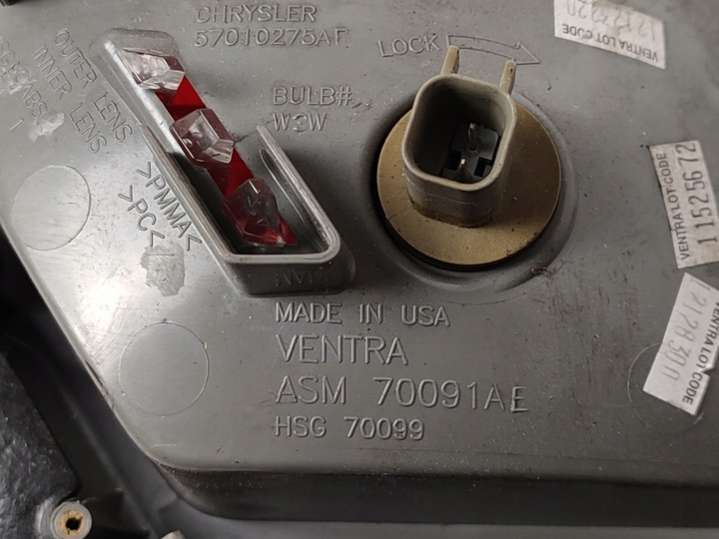 CHRYSLER
57010275AF
LOCK
BULB#
W3W
OUTER LENS
INNER LENS
>PMMA<
>PC<
MADE IN USA
VENTRA
ASM 70091AE
HSG 70099
VENTRA LOT CODE
VENTRA LOT CODE
11525672
VENTRA LOT CODE